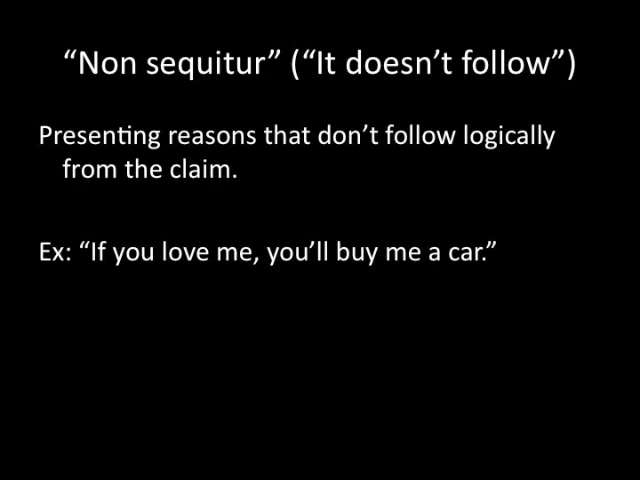 “Non sequitur” (“It doesn’t follow”)
Presenting reasons that don’t follow logically
from the claim.
Ex: “If you love me, you’ll buy me a car.”